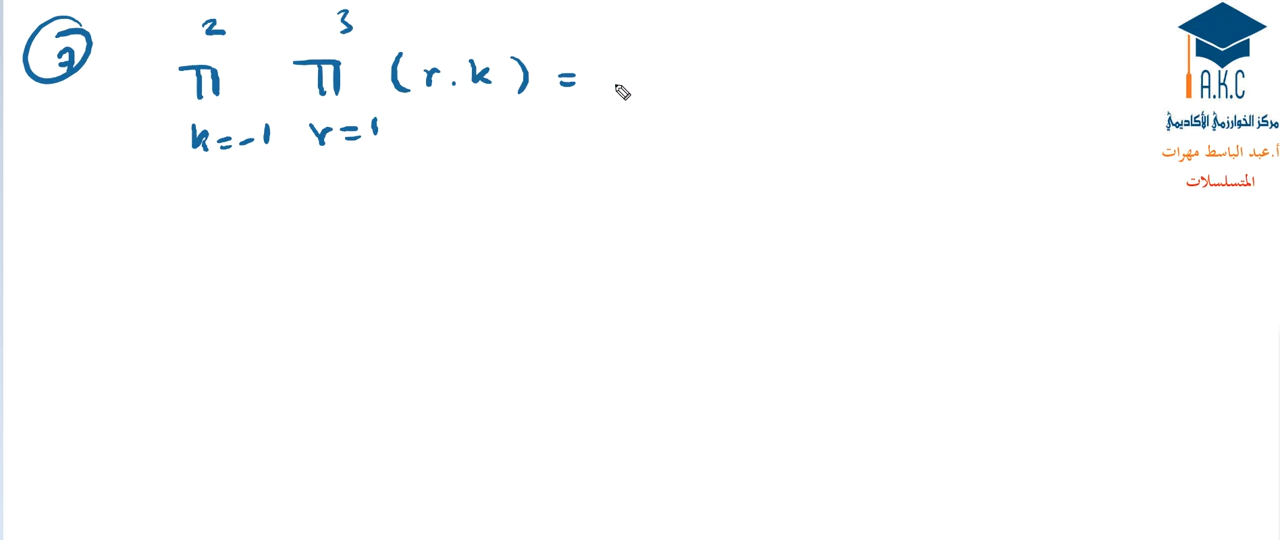 7
2 3
π π (r.k) =
k=-1 r=1
A.K.C
مركز الخوارزمي الأكاديمي
أ.عبد الباسط مهرات
المتسلسلات